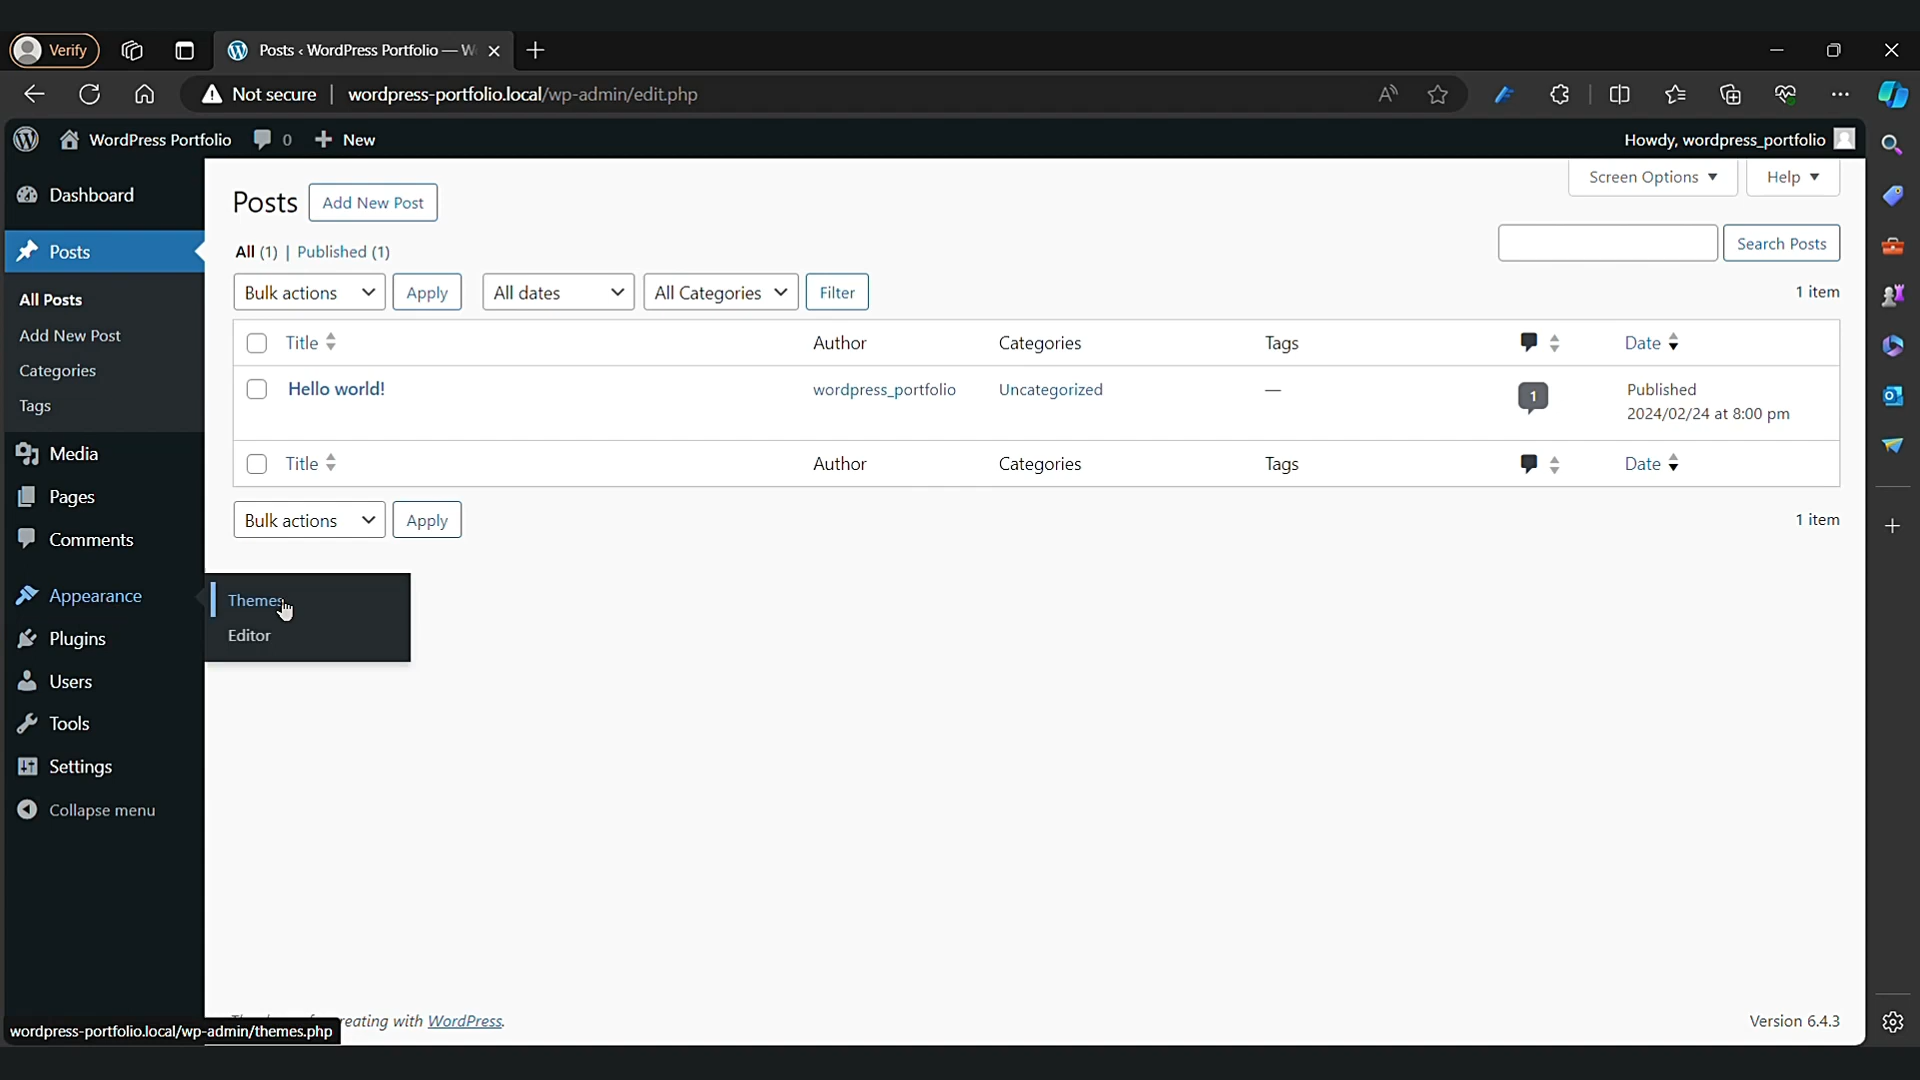 Verify
Posts ‹ WordPress Portfolio — W
Not secure | wordpress-portfolio.local/wp-admin/edit.php
WordPress Portfolio 0 New
Howdy, wordpress_portfolio
Dashboard
Posts
All Posts
Add New Post
Categories
Tags
Media
Pages
Comments
Appearance
Themes
Editor
Plugins
Users
Tools
Settings
Collapse menu
Screen Options Help
Posts Add New Post
All (1) | Published (1)
Search Posts
Bulk actions Apply All dates All Categories Filter 1 item
Title Author Categories Tags Date
Hello world! wordpress_portfolio Uncategorized — 1 Published
2024/02/24 at 8:00 pm
Title Author Categories Tags Date
Bulk actions Apply 1 item
creating with WordPress.
Version 6.4.3
wordpress-portfolio.local/wp-admin/themes.php